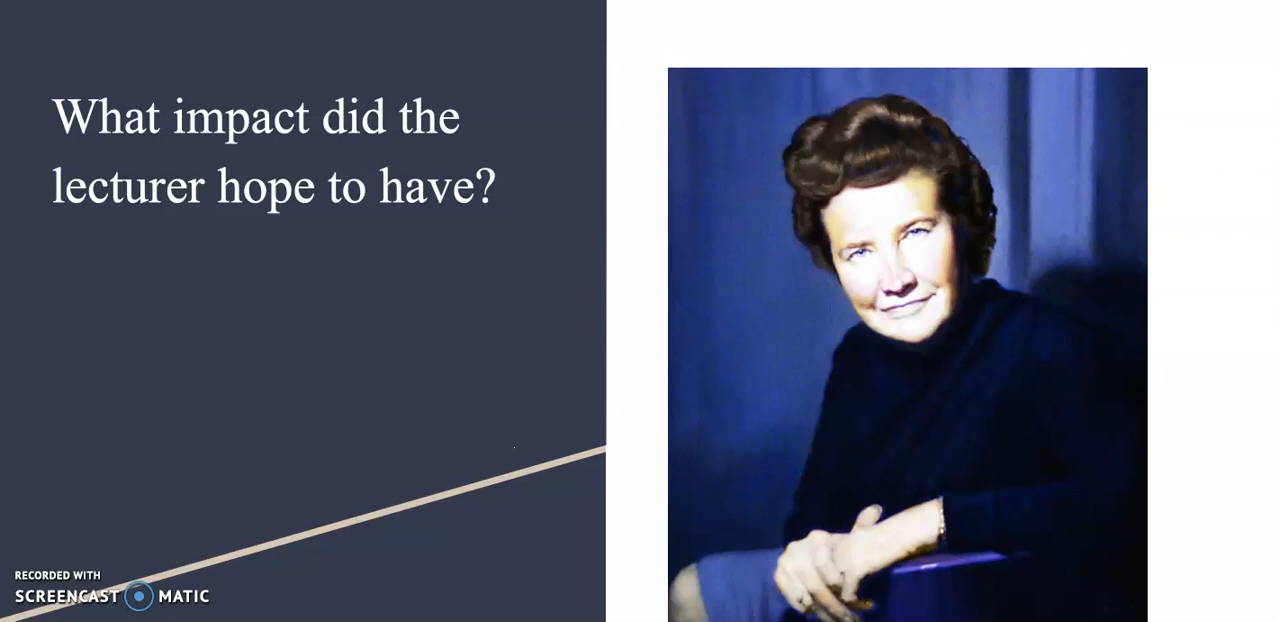 What impact did the
lecturer hope to have?
RECORDED WITH
SCREENCAST MATIC